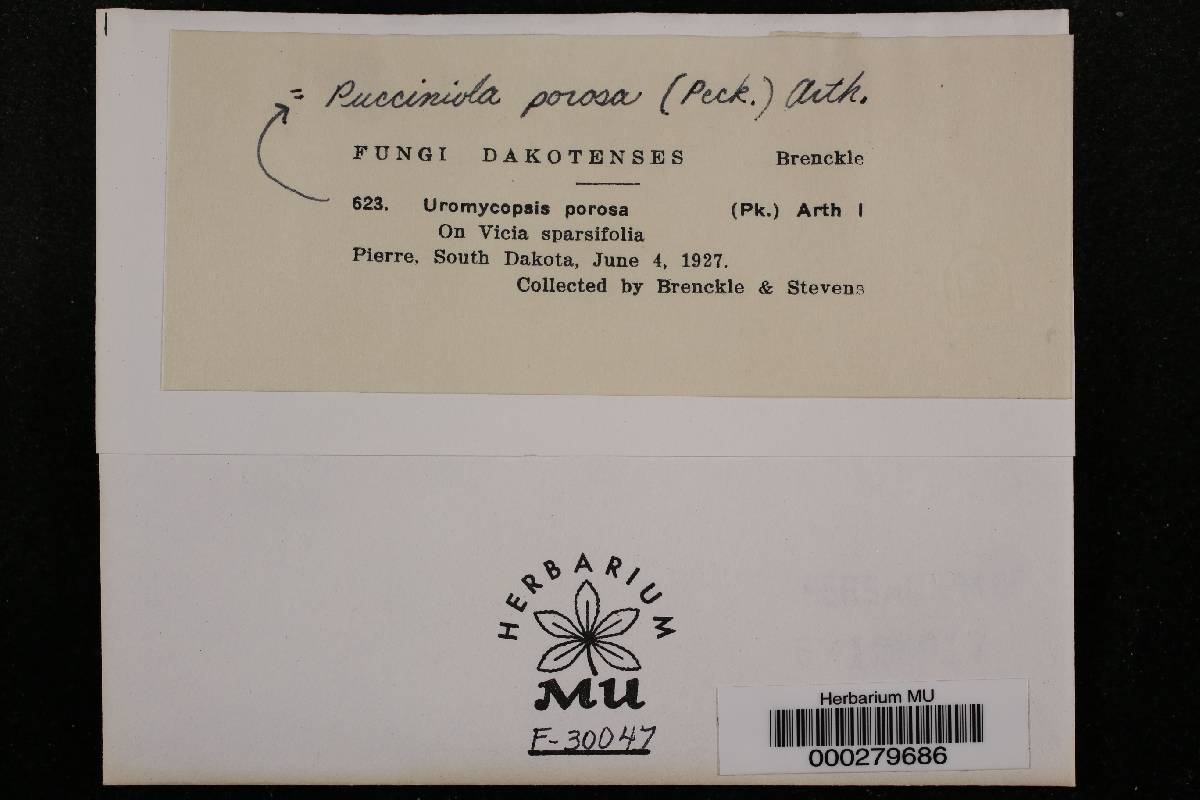 = Pucciniola porosa (Peck.) Arth.
FUNGI DAKOTENSES Brenckle
623. Uromycopsis porosa (Pk.) Arth I
On Vicia sparsifolia
Pierre, South Dakota, June 4, 1927.
Collected by Brenckle & Stevens
HERBARIUM
MU
F-30047
Herbarium MU
000279686